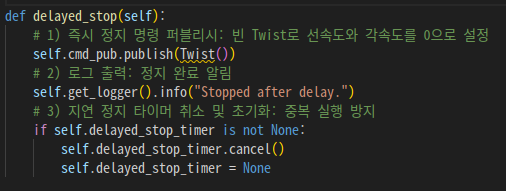 def delayed_stop(self):
    # 1) 즉시 정지 명령 퍼블리시: 빈 Twist로 선속도와 각속도를 0으로 설정
    self.cmd_pub.publish(Twist())
    # 2) 로그 출력: 정지 완료 알림
    self.get_logger().info("Stopped after delay.")
    # 3) 지연 정지 타이머 취소 및 초기화: 중복 실행 방지
    if self.delayed_stop_timer is not None:
        self.delayed_stop_timer.cancel()
        self.delayed_stop_timer = None